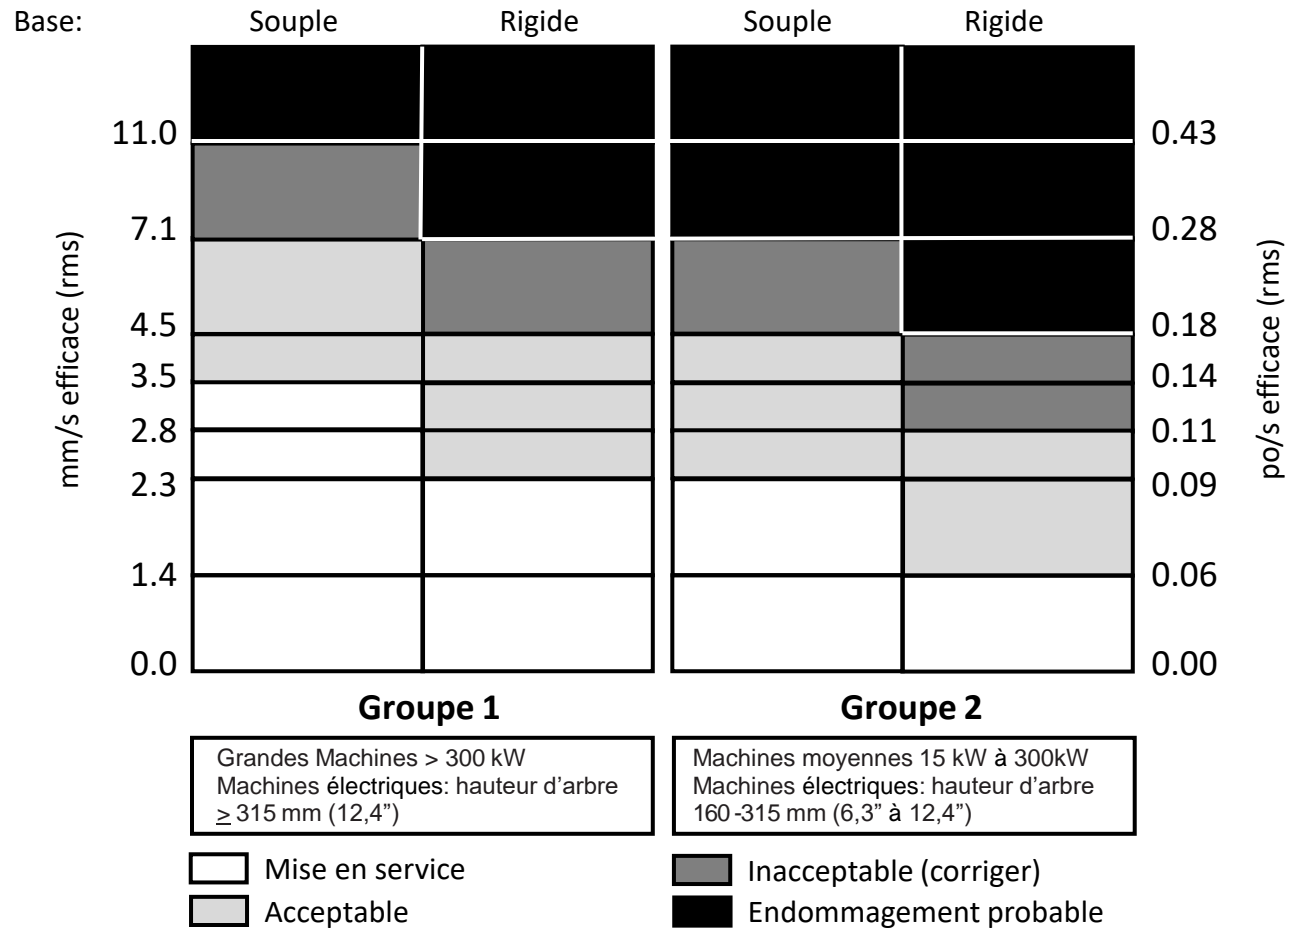 Base: Souple Rigide Souple Rigide
11.0 0.43
7.1 0.28
4.5 0.18
3.5 0.14
2.8 0.11
2.3 0.09
1.4 0.06
0.0 0.00
mm/s efficace (rms)
po/s efficace (rms)
Groupe 1 Groupe 2
Grandes Machines > 300 kW
Machines électriques: hauteur d'arbre
≥ 315 mm (12,4”)
Machines moyennes 15 kW à 300kW
Machines électriques: hauteur d'arbre
160-315 mm (6,3” à 12,4”)
Mise en service
Acceptable
Inacceptable (corriger)
Endommagement probable